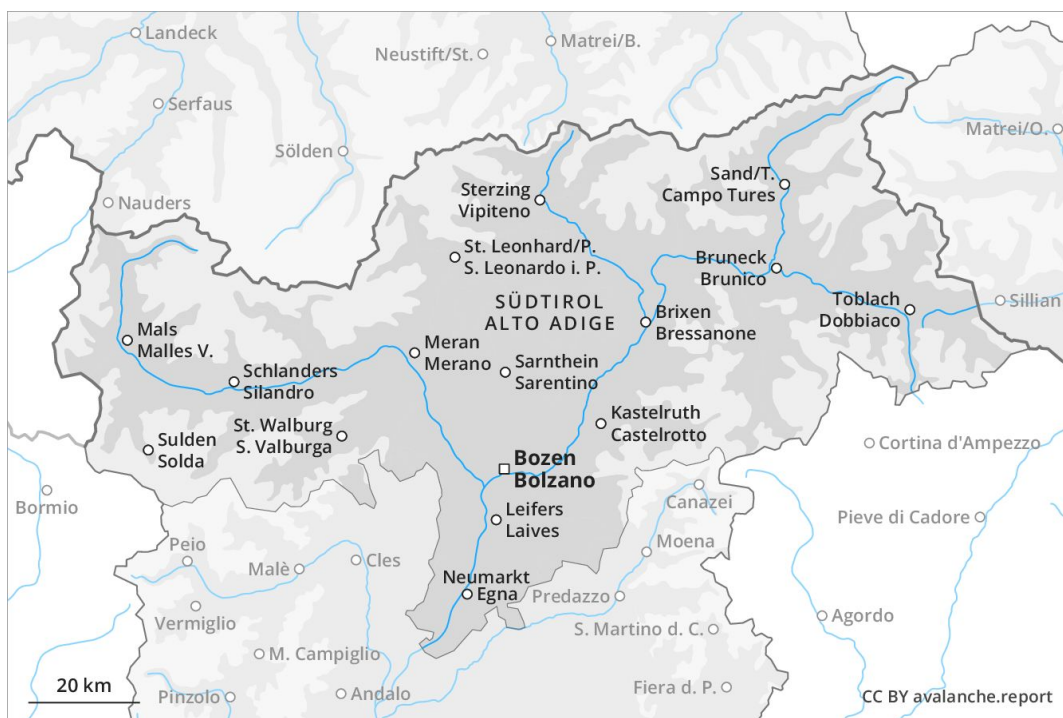 Landeck
Neustift/St.
Matrei/B.
Serfaus
Matrei/O.
Sölden
Sand/T.
Campo Tures
Sterzing
Vipiteno
Nauders
St. Leonhard/P.
S. Leonardo i. P.
Bruneck
Brunico
SÜDTIROL
ALTO ADIGE
Toblach
Dobbiaco
Sillian
Brixen
Bressanone
Mals
Malles V.
Meran
Merano
Sarnthein
Sarentino
Schlanders
Silandro
Kastelruth
Castelrotto
St. Walburg
S. Valburga
Sulden
Solda
Cortina d'Ampezzo
Bozen
Bolzano
Bormio
Canazei
Leifers
Laives
Pieve di Cadore
Peio
Cles
Moena
Malè
Neumarkt
Egna
Predazzo
Vermiglio
Agordo
S. Martino d. C.
M. Campiglio
20 km
Pinzolo
Andalo
Fiera d. P.
CC BY avalanche.report